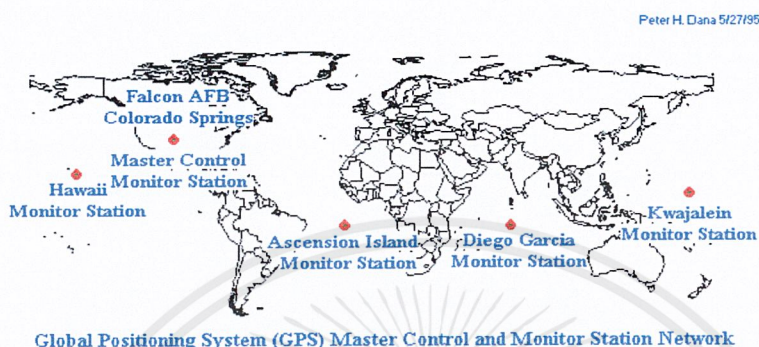 Peter H. Dana 5/27/95
Falcon AFB
Colorado Springs
Master Control
Monitor Station
Hawaii
Monitor Station
Ascension Island
Monitor Station
Diego Garcia
Monitor Station
Kwajalein
Monitor Station
Global Positioning System (GPS) Master Control and Monitor Station Network